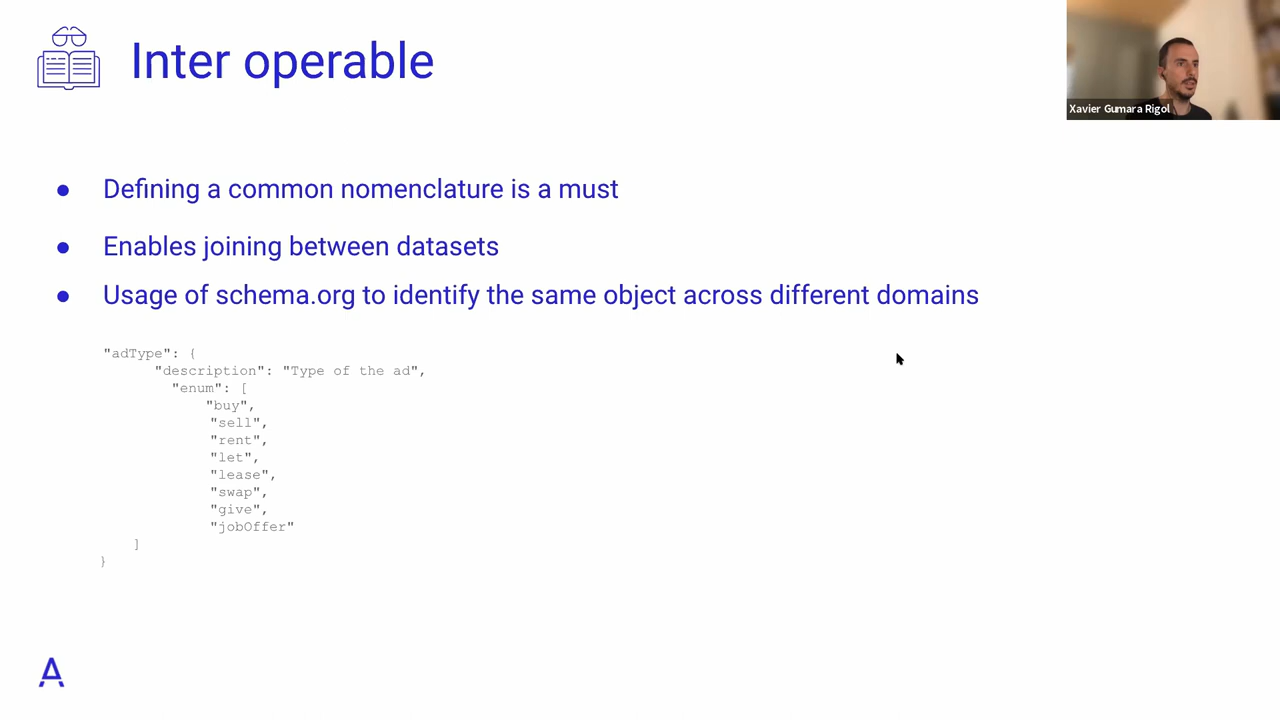 Inter operable
Xavier Gumara Rigol
● Defining a common nomenclature is a must
● Enables joining between datasets
● Usage of schema.org to identify the same object across different domains
"adType": {
"description": "Type of the ad",
"enum": [
"buy",
"sell",
"rent",
"let",
"lease",
"swap",
"give",
"jobOffer"
]
}
A